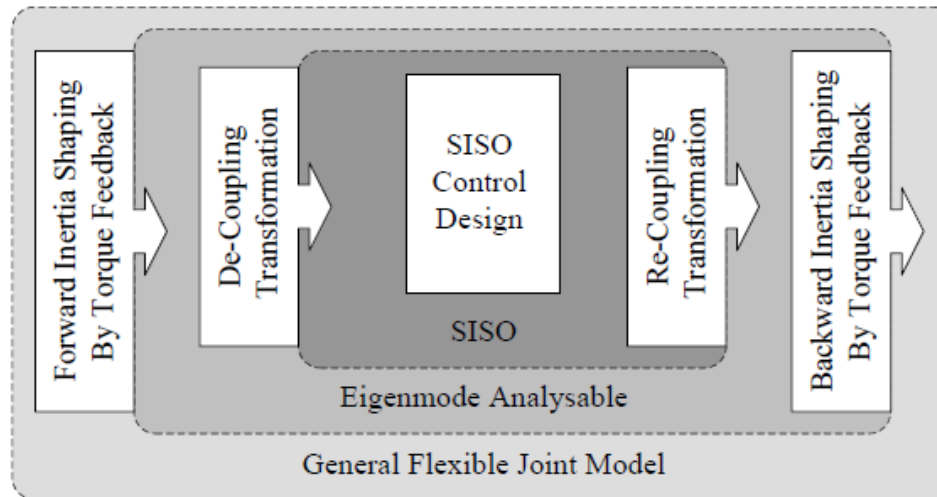 Forward Inertia Shaping
By Torque Feedback
De-Coupling
Transformation
SISO
Control
Design
Re-Coupling
Transformation
Backward Inertia Shaping
By Torque Feedback
SISO
Eigenmode Analysable
General Flexible Joint Model